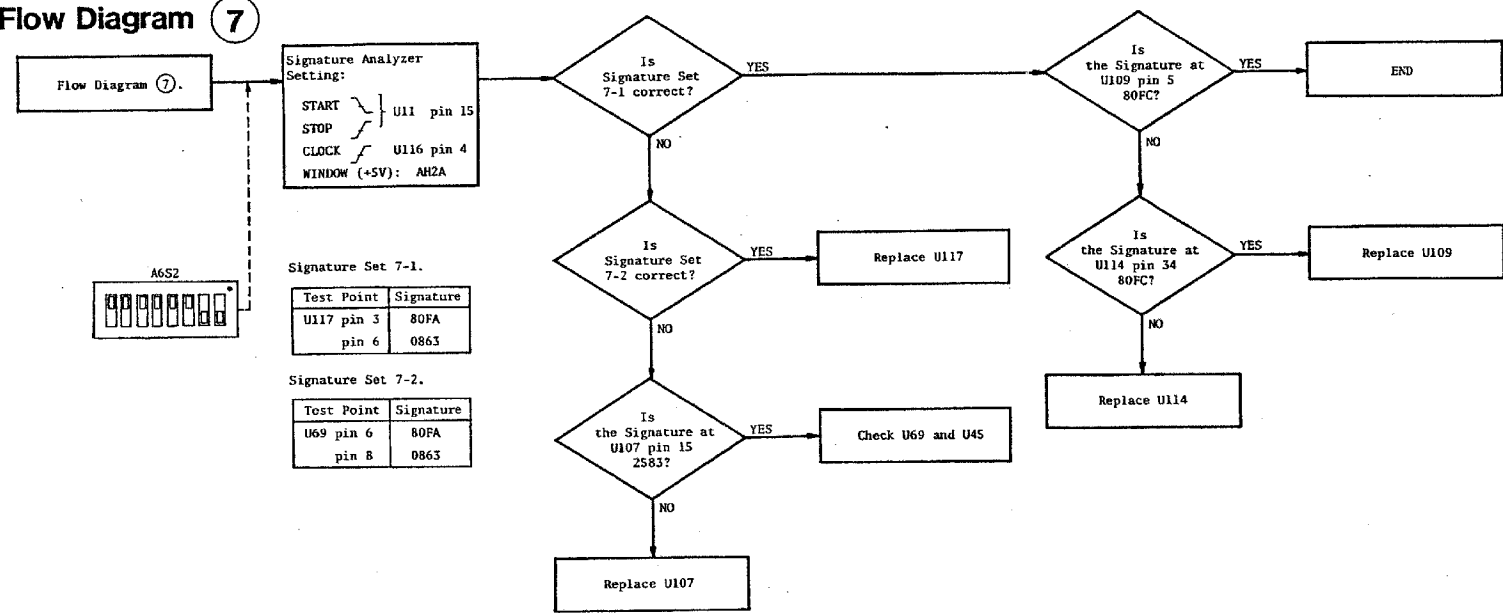 Flow Diagram 7
Flow Diagram 7.
A6S2
Signature Analyzer
Setting:
START
STOP
U11 pin 15
CLOCK U116 pin 4
WINDOW (+5V): AH2A
Signature Set 7-1.
Test Point Signature
U117 pin 3 80FA
pin 6 0863
Signature Set 7-2.
Test Point Signature
U69 pin 6 80FA
pin 8 0863
Is
Signature Set
7-1 correct?
YES
NO
Is
Signature Set
7-2 correct?
YES
Replace U117
NO
Is
the Signature at
U107 pin 15
2583?
YES
Check U69 and U45
NO
Replace U107
Is
the Signature at
U109 pin 5
80FC?
YES
END
NO
Is
the Signature at
U114 pin 34
80FC?
YES
Replace U109
NO
Replace U114